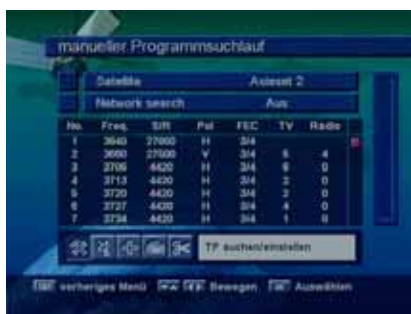 manueller Programmsuchlauf
Satellite Asiasat 2
Network search Aus
No. Freq. S/R Pol FEC TV Radio
1 3640 27000 H 3/4
2 3660 27500 V 3/4 5 4
3 3706 4420 H 3/4 6 0
4 3713 4420 H 3/4 2 0
5 3720 4420 H 3/4 2 0
6 3727 4420 H 3/4 4 0
7 3734 4420 H 3/4 1 0
TP suchen/einstellen
vorheriges Menü Bewegen Auswählen